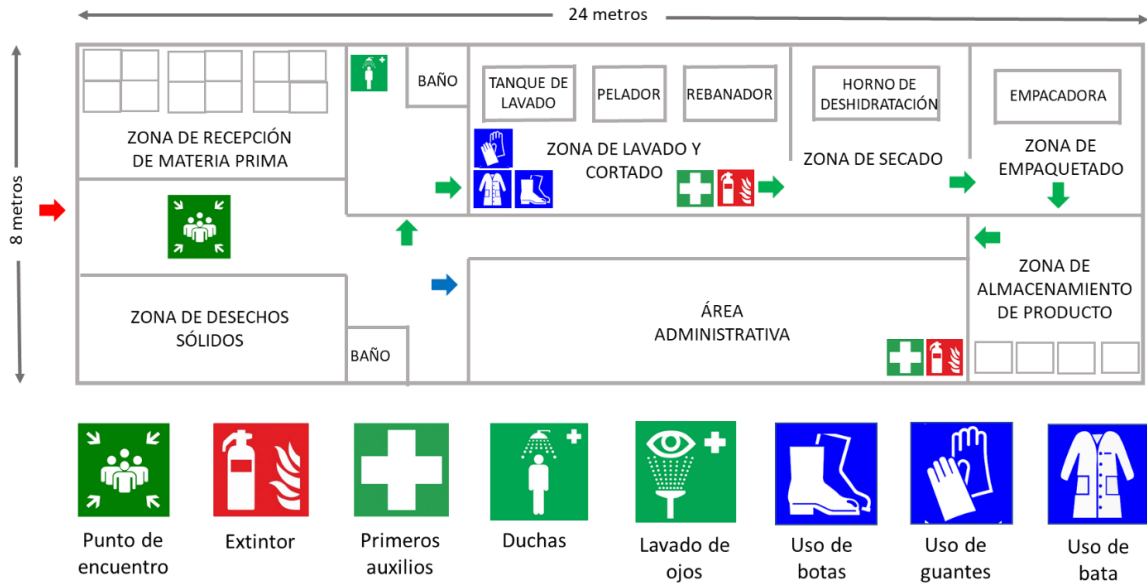 24 metros
8 metros
BAÑO
TANQUE DE
LAVADO
PELADOR
REBANADOR
HORNO DE
DESHIDRATACIÓN
EMPACADORA
ZONA DE RECEPCIÓN
DE MATERIA PRIMA
ZONA DE LAVADO Y
CORTADO
ZONA DE SECADO
ZONA DE
EMPAQUETADO
ZONA DE DESECHOS
SÓLIDOS
BAÑO
ÁREA
ADMINISTRATIVA
ZONA DE
ALMACENAMIENTO
DE PRODUCTO
Punto de
encuentro
Extintor
Primeros
auxilios
Duchas
Lavado de
ojos
Uso de
botas
Uso de
guantes
Uso de
bata